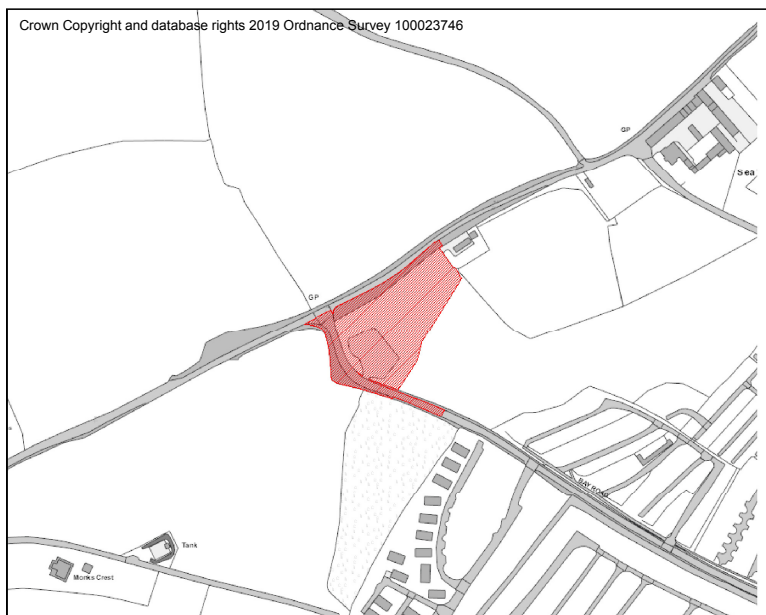 Crown Copyright and database rights 2019 Ordnance Survey 100023746
GP
Sea
GP
BAY ROAD
Tank
Monks Crest